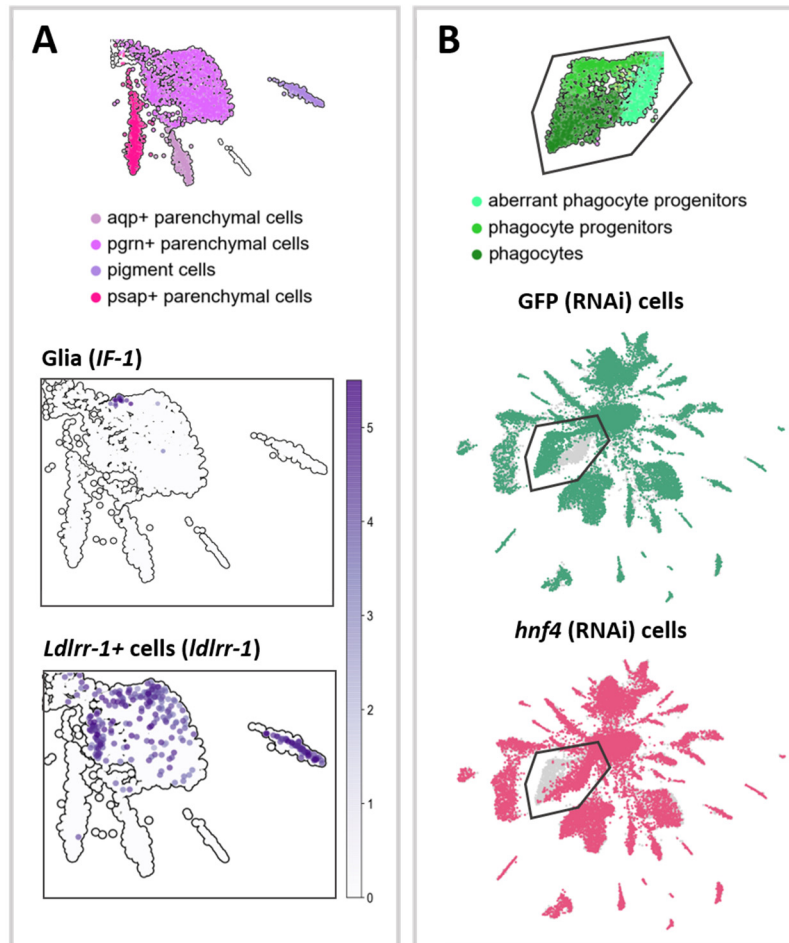 A
aqp+ parenchymal cells
pgrn+ parenchymal cells
pigment cells
psap+ parenchymal cells
Glia (IF-1)
5
4
3
2
1
0
Ldlrr-1+ cells (ldlrr-1)
B
aberrant phagocyte progenitors
phagocyte progenitors
phagocytes
GFP (RNAi) cells
hnf4 (RNAi) cells